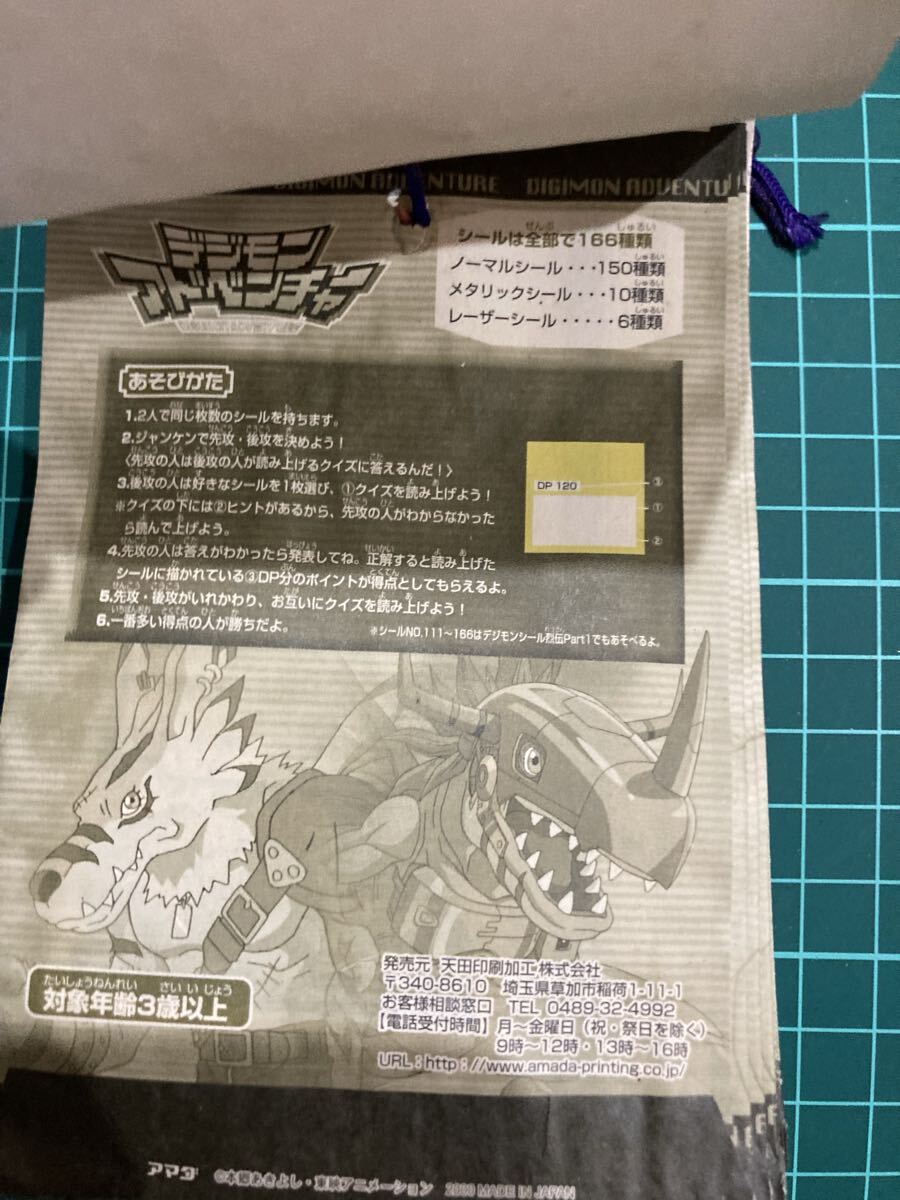 DIGIMON ADVENTURE DIGIMON ADVENTU
デジモン
アドベンチャー
シールは全部で166種類
ノーマルシール・・・150種類
メタリックシール・・・10種類
レーザーシール・・・・・6種類
あそびかた
1.2人で同じ枚数のシールを持ちます。
2.ジャンケンで先攻・後攻を決めよう！
〈先攻の人は後攻の人が読み上げるクイズに答えるんだ！〉
3.後攻の人は好きなシールを1枚選び、①クイズを読み上げよう！
※クイズの下には②ヒントがあるから、先攻の人がわからなかった
ら読んで上げよう。
4.先攻の人は答えがわかったら発表してね。正解すると読み上げた
シールに描かれている③DP分のポイントが得点としてもらえるよ。
5.先攻・後攻がいれかわり、お互いにクイズを読み上げよう！
6.一番多い得点の人が勝ちだよ。
※シールNO.111〜166はデジモンシール烈伝Part1でもあそべるよ。
DP 120
③
①
②
たいしょうねんれい さいいじょう
対象年齢3歳以上
発売元 天田印刷加工株式会社
〒340-8610 埼玉県草加市稲荷1-11-1
お客様相談窓口 TEL 0489-32-4992
【電話受付時間】月〜金曜日（祝・祭日を除く）
9時〜12時・13時〜16時
URL：http：//www.amada-printing.co.jp/
アマダ ©本郷あきよし・東映アニメーション 2000 MADE IN JAPAN